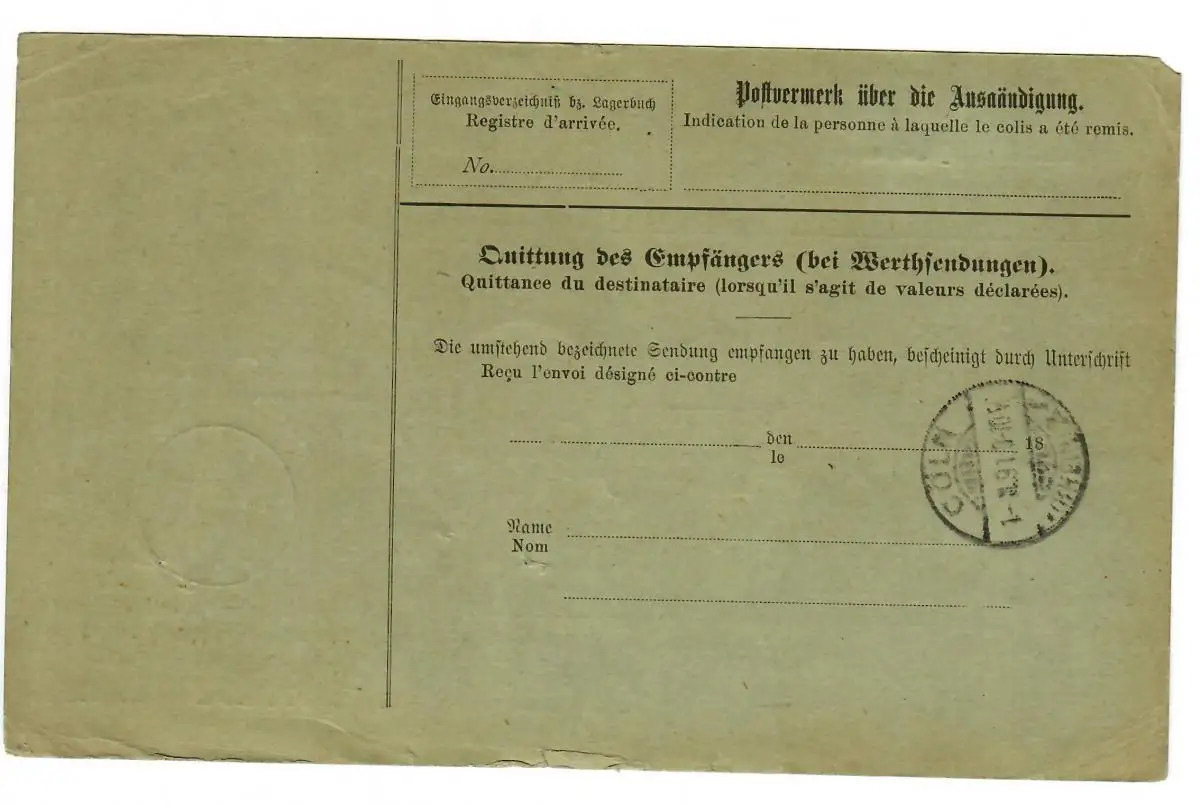 Eingangsverzeichniß bz. Lagerbuch
Registre d'arrivée.
No.
Postvermerk über die Ausaändigung.
Indication de la personne à laquelle le colis a été remis.
Quittung des Empfängers (bei Werthsendungen).
Quittance du destinataire (lorsqu'il s'agit de valeurs déclarées).
Die umstehend bezeichnete Sendung empfangen zu haben, bescheinigt durch Unterschrift
Reçu l'envoi désigné ci-contre
den 18
le
Name
Nom
CÖLN